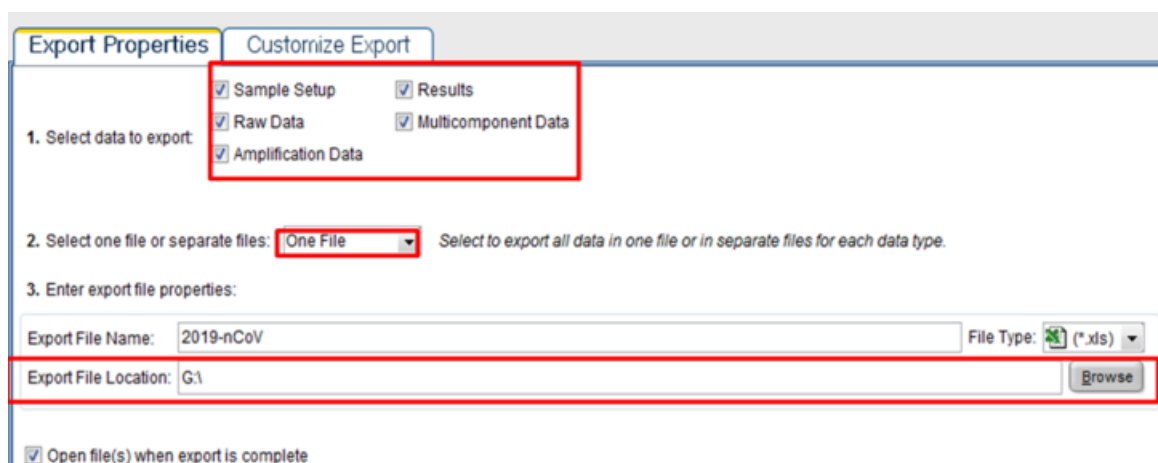 Export Properties Customize Export
Sample Setup Results
1. Select data to export: Raw Data Multicomponent Data
Amplification Data
2. Select one file or separate files: One File Select to export all data in one file or in separate files for each data type.
3. Enter export file properties:
Export File Name: 2019-nCoV File Type: (*.xls)
Export File Location: G:\ Browse
Open file(s) when export is complete